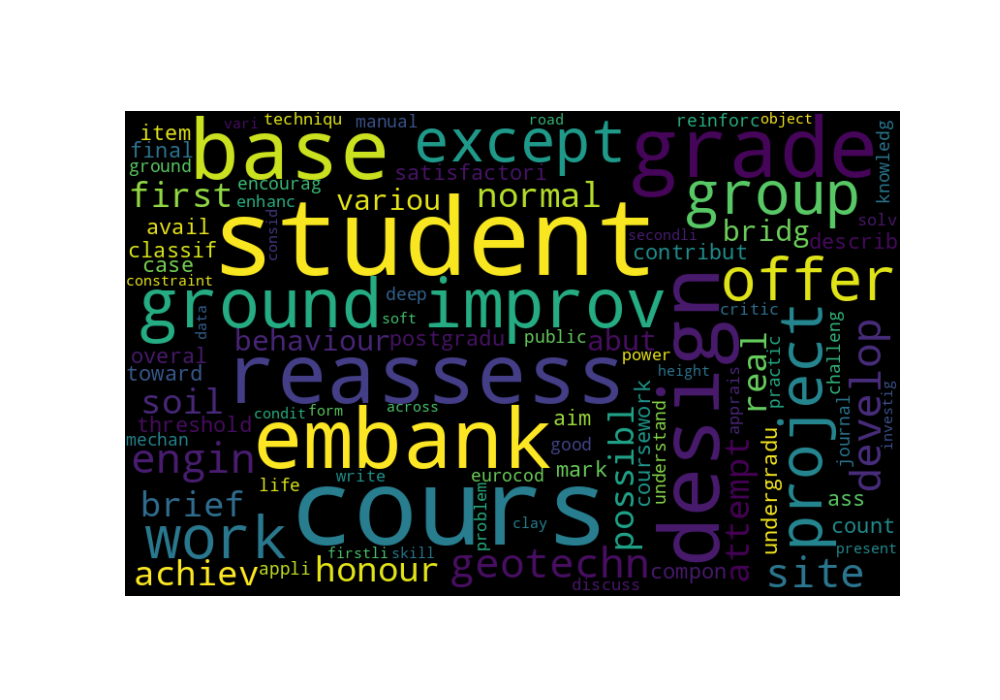 vari
techniqu
manual
road
reinforc
object
item
base
except
grade
final
ground
satisfactori
knowledg
first
encourag
enhanc
variou
normal
group
avail
classif
case
constraint
consid
student
secondli
contribut
bridg
solv
describ
ground
improv
deep
soft
data
offer
critic
behaviour
postgradu
public
abut
power
overal
toward
reassess
height
design
project
real
practic
challeng
develop
soil
threshold
mechan
condit
form
across
embank
aim
good
engin
possibl
coursework
understand
apprais
journal
investig
brief
life
write
eurocod
mark
attempt
undergradu
ass
count
present
work
cours
problem
clay
achiev
appli
firstli
skill
honour
geotechn
compon
discuss
site